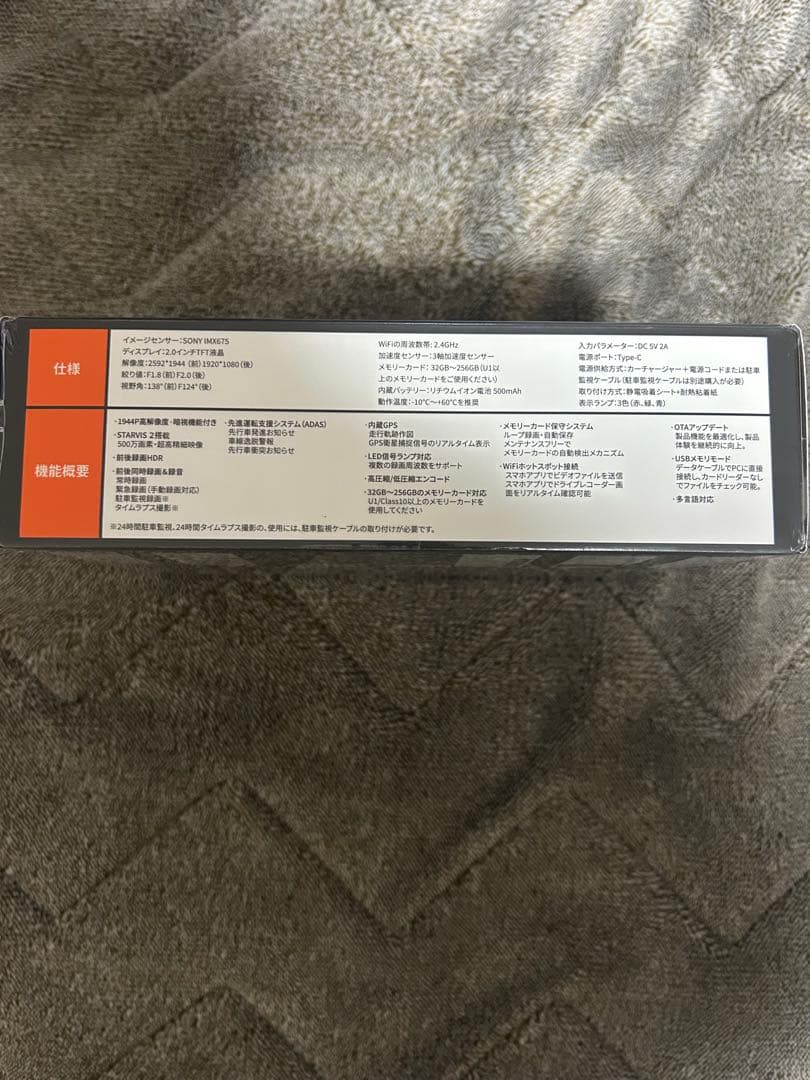 仕様
イメージセンサー:SONY IMX675
ディスプレイ:2.0インチTFT液晶
解像度:2592*1944 (前)1920*1080(後)
絞り値:F1.8(前)F2.0(後)
視野角:138°(前)F124°(後)
WiFiの周波数帯:2.4GHz
加速度センサー:3軸加速度センサー
メモリーカード:32GB～256GB(U1以
上のメモリーカードをご使用ください)
内蔵バッテリー:リチウムイオン電池 500mAh
動作温度:-10℃～+60℃を推奨
入力パラメーター:DC 5V 2A
電源ポート:Type-C
電源供給方式:カーチャージャー+電源コードまたは駐車
監視ケーブル(駐車監視ケーブルは別途購入が必要)
取り付け方式:静電吸着シート+耐熱粘着紙
表示ランプ:3色(赤、緑、青)
機能概要
·1944P高解像度·暗視機能付き
·STARVIS 2搭載
500万画素·超高精細映像
·前後録画HDR
·前後同時録画&録音
常時録画
緊急録画(手動録画対応)
駐車監視録画※
タイムラプス撮影※
·先進運転支援システム(ADAS)
先行車発進お知らせ
車線逸脱警報
先行車衝突お知らせ
·内蔵GPS
走行軌跡作図
GPS衛星捕捉信号のリアルタイム表示
·LED信号ランプ対応
複数の録画周波数をサポート
·高圧縮/低圧縮エンコード
·32GB～256GBのメモリーカード対応
U1/Class10以上のメモリーカードを
使用してください
·メモリーカード保守システム
ループ録画·自動保存
メンテナンスフリーで
メモリーカードの自動検出メカニズム
·WiFiホットスポット接続
スマホアプリでビデオファイルを送信
スマホアプリでドライブレコーダー画
面をリアルタイム確認可能
·OTAアップデート
製品機能を最適化し、製品
体験を継続的に向上。
·USBメモリモード
データケーブルでPCに直接
接続し、カードリーダーなし
でファイルをチェック可能。
·多言語対応
※24時間駐車監視、24時間タイムラプス撮影の、使用には、駐車監視ケーブルの取り付けが必要です。